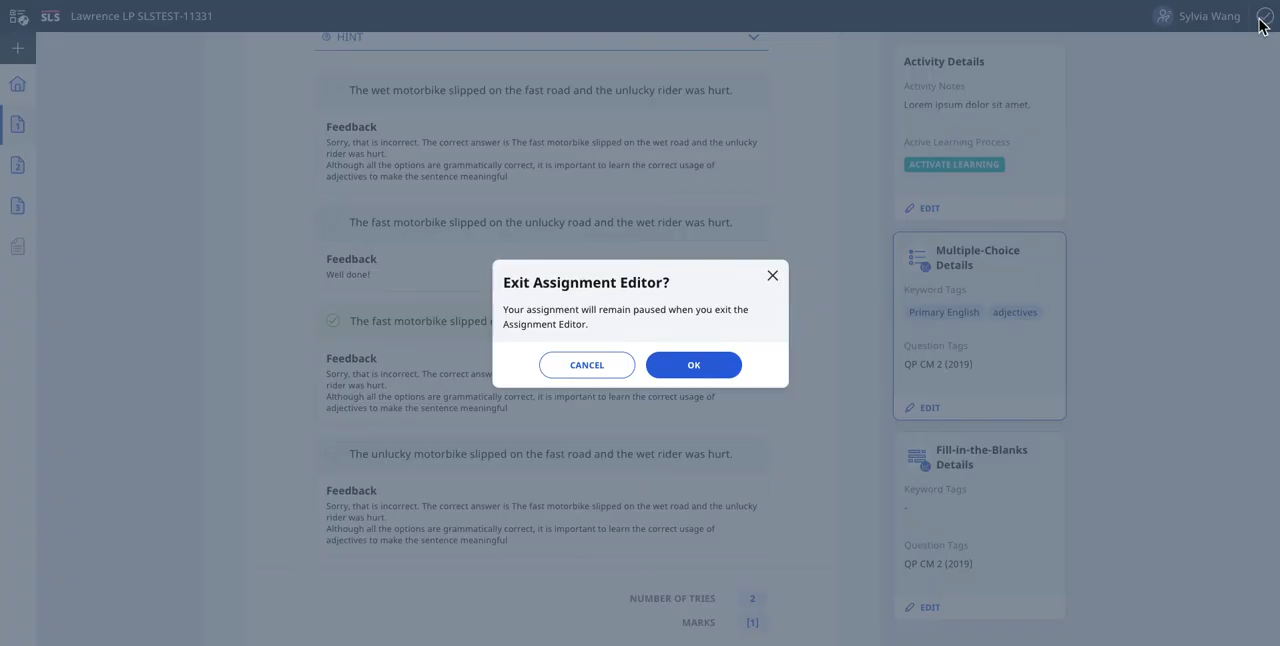 SLS Lawrence LP SLSTEST-11331
Sylvia Wang
HINT
The wet motorbike slipped on the fast road and the unlucky rider was hurt.
Feedback
Sorry, that is incorrect. The correct answer is The fast motorbike slipped on the wet road and the unlucky
rider was hurt.
Although all the options are grammatically correct, it is important to learn the correct usage of
adjectives to make the sentence meaningful
The fast motorbike slipped on the unlucky road and the wet rider was hurt.
Feedback
Well done!
The fast motorbike slipped
Feedback
Sorry, that is incorrect. The correct
rider was hurt.
Although all the options are grammatically correct, it is important to learn the correct usage of
adjectives to make the sentence meaningful
The unlucky motorbike slipped on the fast road and the wet rider was hurt.
Feedback
Sorry, that is incorrect. The correct answer is The fast motorbike slipped on the wet road and the unlucky
rider was hurt.
Although all the options are grammatically correct, it is important to learn the correct usage of
adjectives to make the sentence meaningful
NUMBER OF TRIES 2
MARKS [1]
Exit Assignment Editor?
Your assignment will remain paused when you exit the
Assignment Editor.
CANCEL
OK
Activity Details
Activity Notes
Lorem ipsum dolor sit amet.
Active Learning Process
ACTIVATE LEARNING
EDIT
Multiple-Choice
Details
Keyword Tags
Primary English adjectives
Question Tags
QP CM 2 (2019)
EDIT
Fill-in-the-Blanks
Details
Keyword Tags
-
Question Tags
QP CM 2 (2019)
EDIT